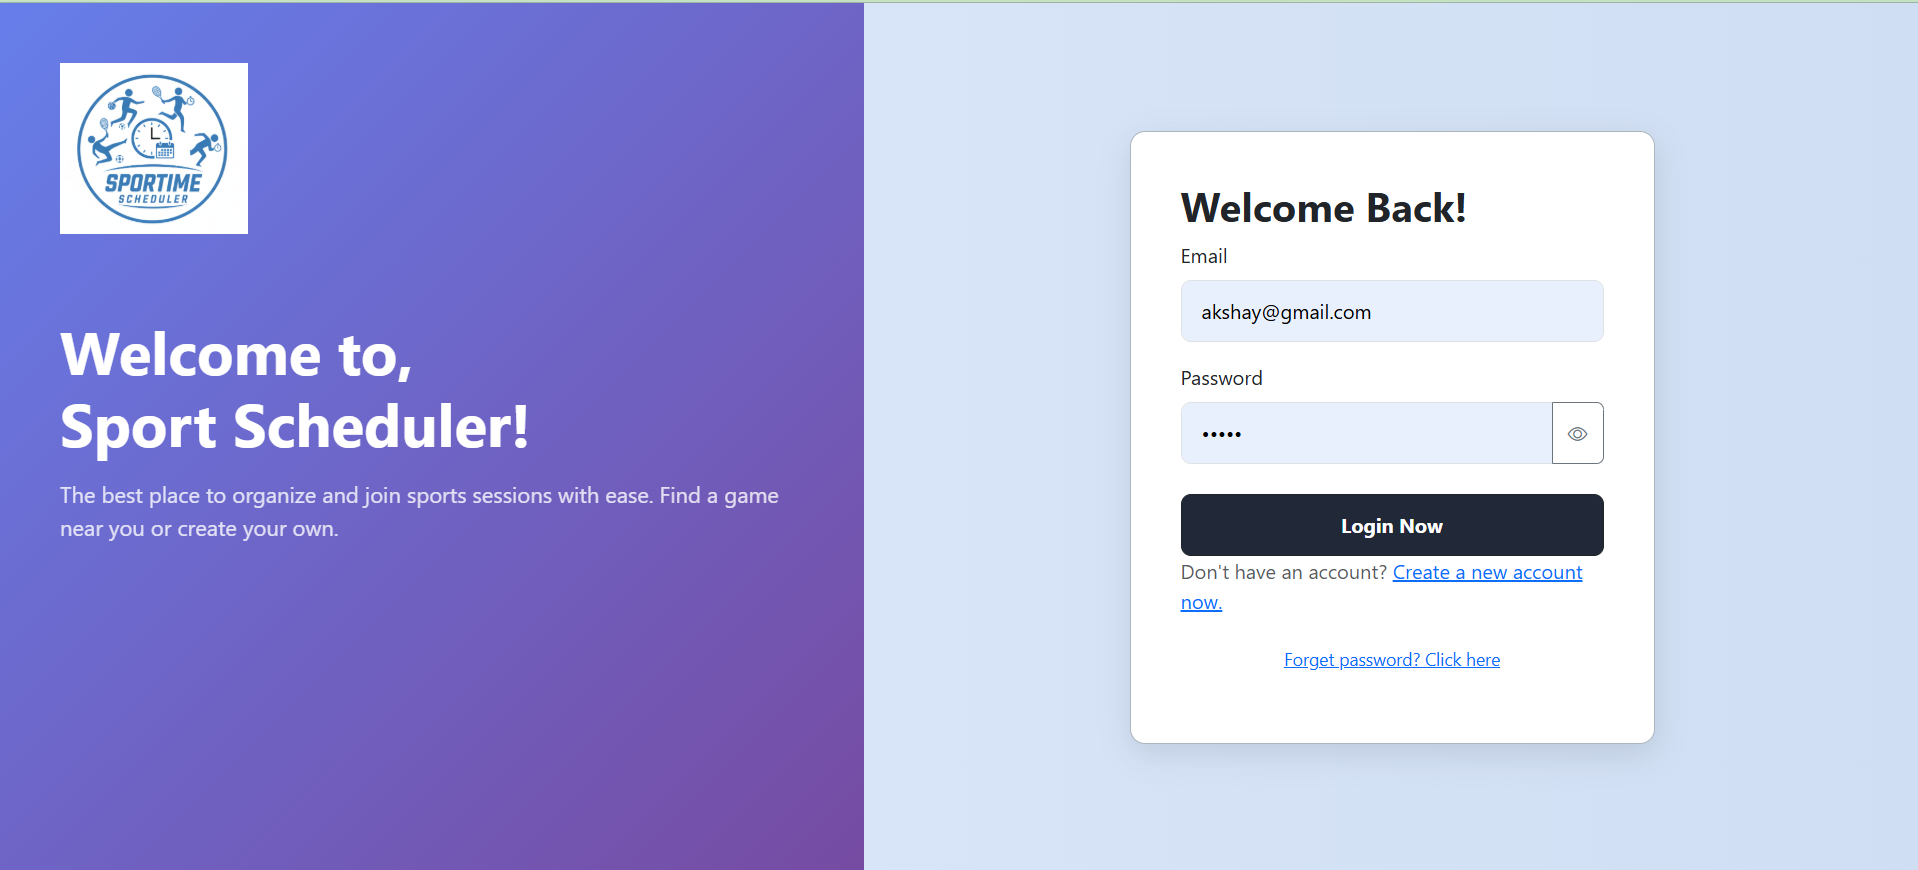 SPORTIME
SCHEDULER
Welcome to,
Sport Scheduler!
The best place to organize and join sports sessions with ease. Find a game
near you or create your own.
Welcome Back!
Email
akshay@gmail.com
Password
•••••
Login Now
Don't have an account? Create a new account
now.
Forget password? Click here